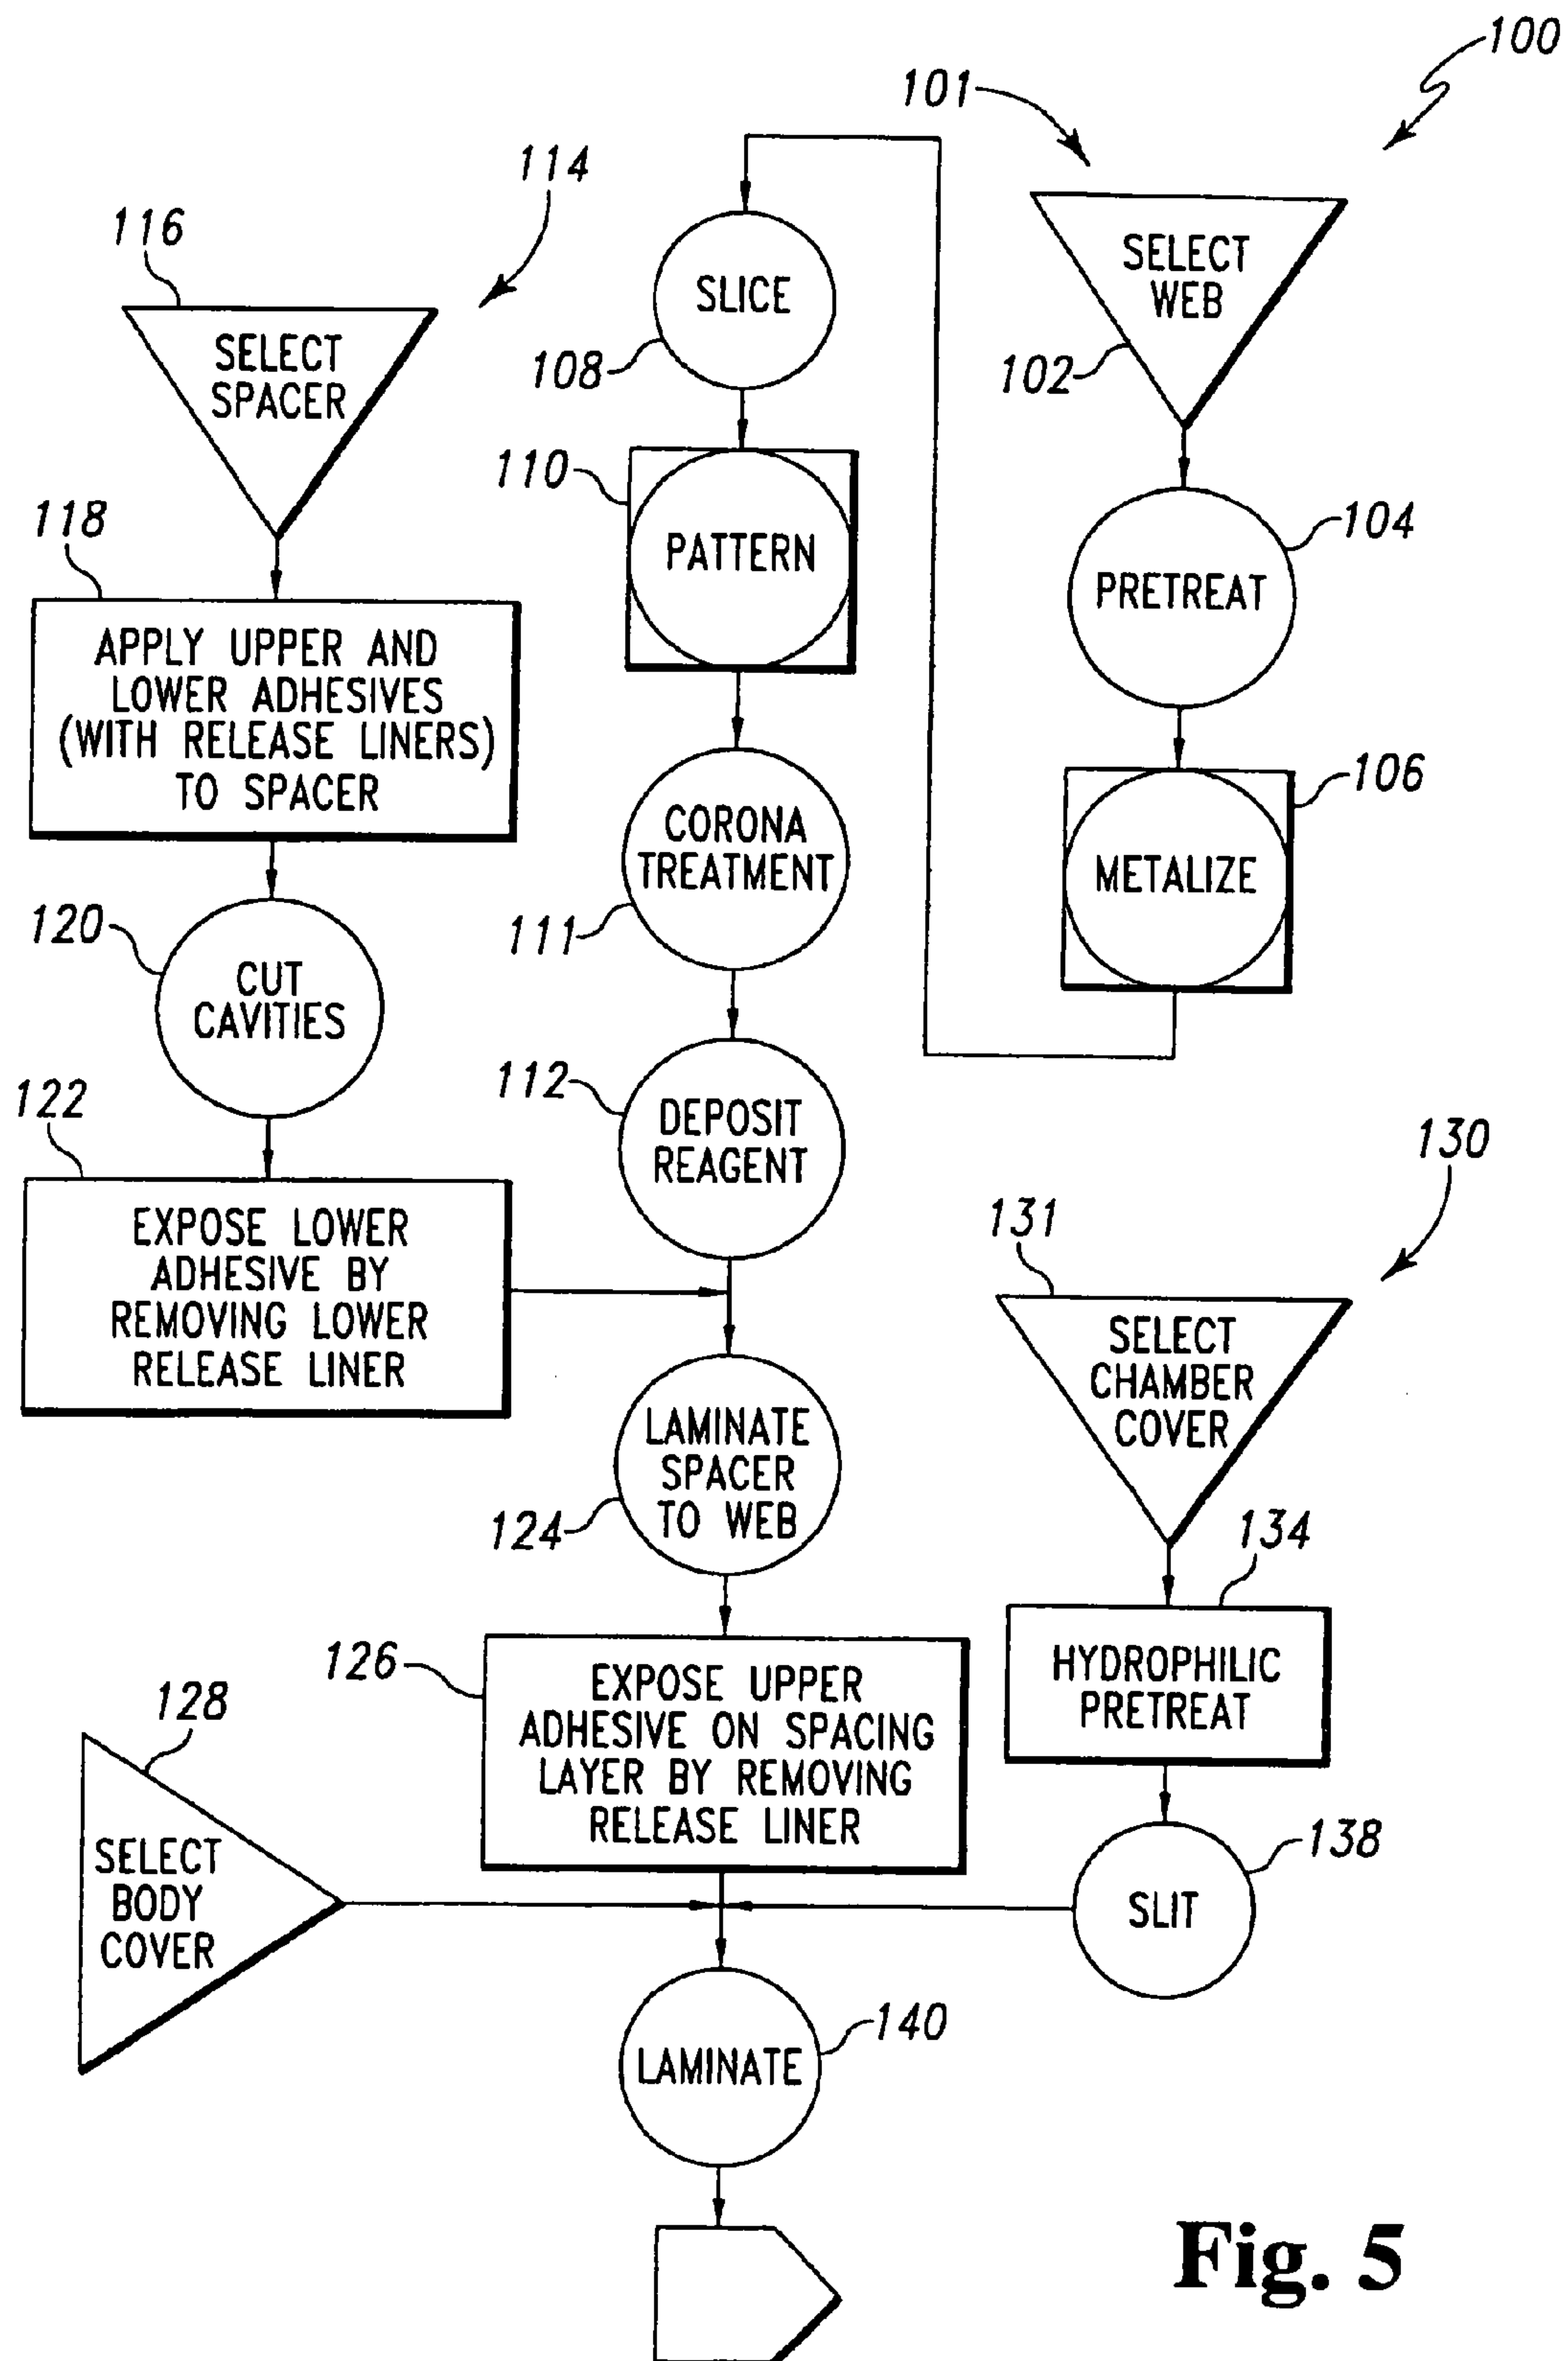 100
101
114
116
SELECT
SPACER
SLICE
108
SELECT
WEB
102
118
APPLY UPPER AND
LOWER ADHESIVES
(WITH RELEASE LINERS)
TO SPACER
110
PATTERN
104
PRETREAT
106
METALIZE
CORONA
TREATMENT
111
120
CUT
CAVITIES
112
DEPOSIT
REAGENT
122
EXPOSE LOWER
ADHESIVE BY
REMOVING LOWER
RELEASE LINER
130
131
SELECT
CHAMBER
COVER
LAMINATE
SPACER
TO WEB
124
134
HYDROPHILIC
PRETREAT
126
EXPOSE UPPER
ADHESIVE ON SPACING
LAYER BY REMOVING
RELEASE LINER
128
SELECT
BODY
COVER
138
SLIT
140
LAMINATE
Fig. 5